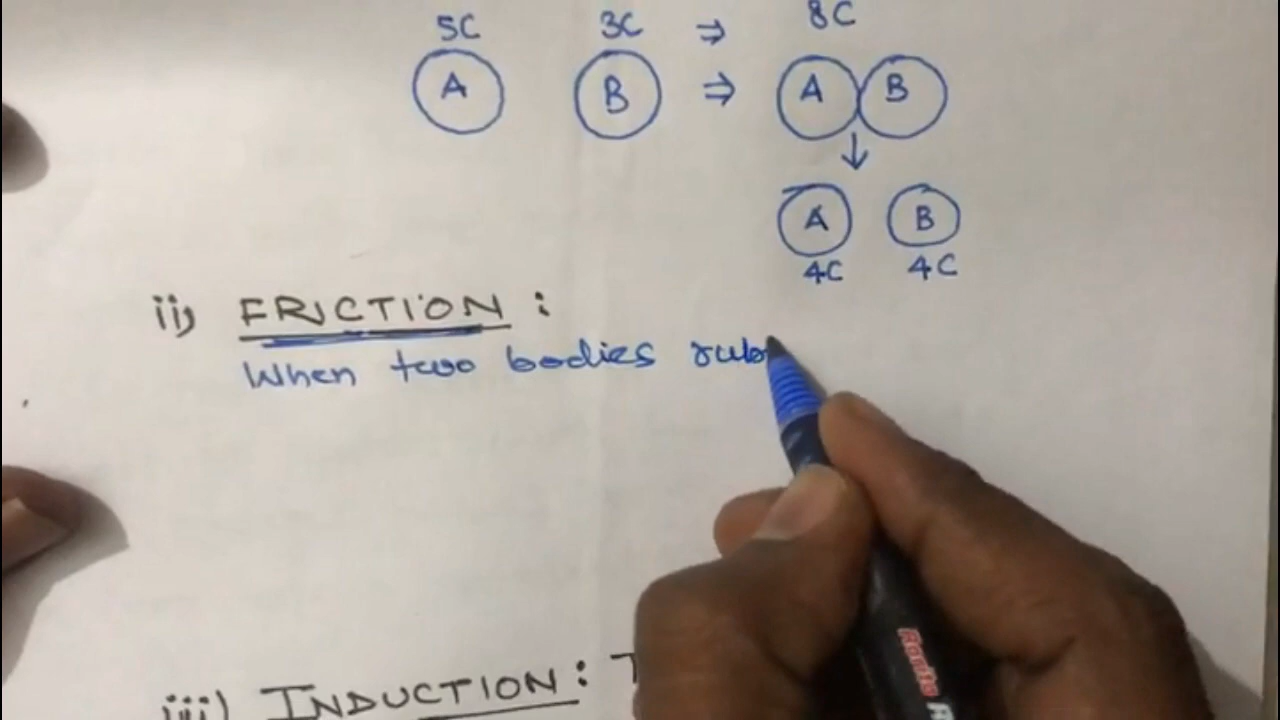 5C 3C ⇒ 8C
A B ⇒ A B
↓
A B
4C 4C
ii) FRICTION :
When two bodies rub
iii) INDUCTION :